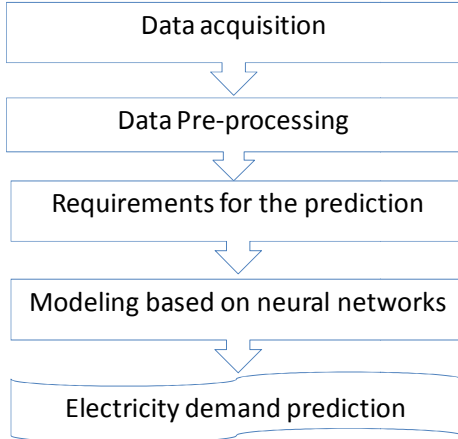 Data acquisition
Data Pre-processing
Requirements for the prediction
Modeling based on neural networks
Electricity demand prediction